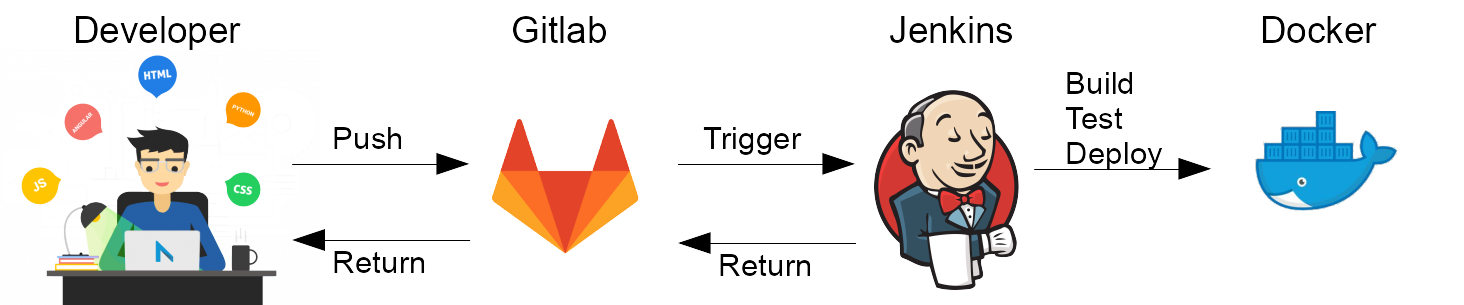 Developer
Gitlab
Jenkins
Docker
HTML
ANGULAR
PYTHON
JS
CSS
Push
Return
Trigger
Return
Build
Test
Deploy
N